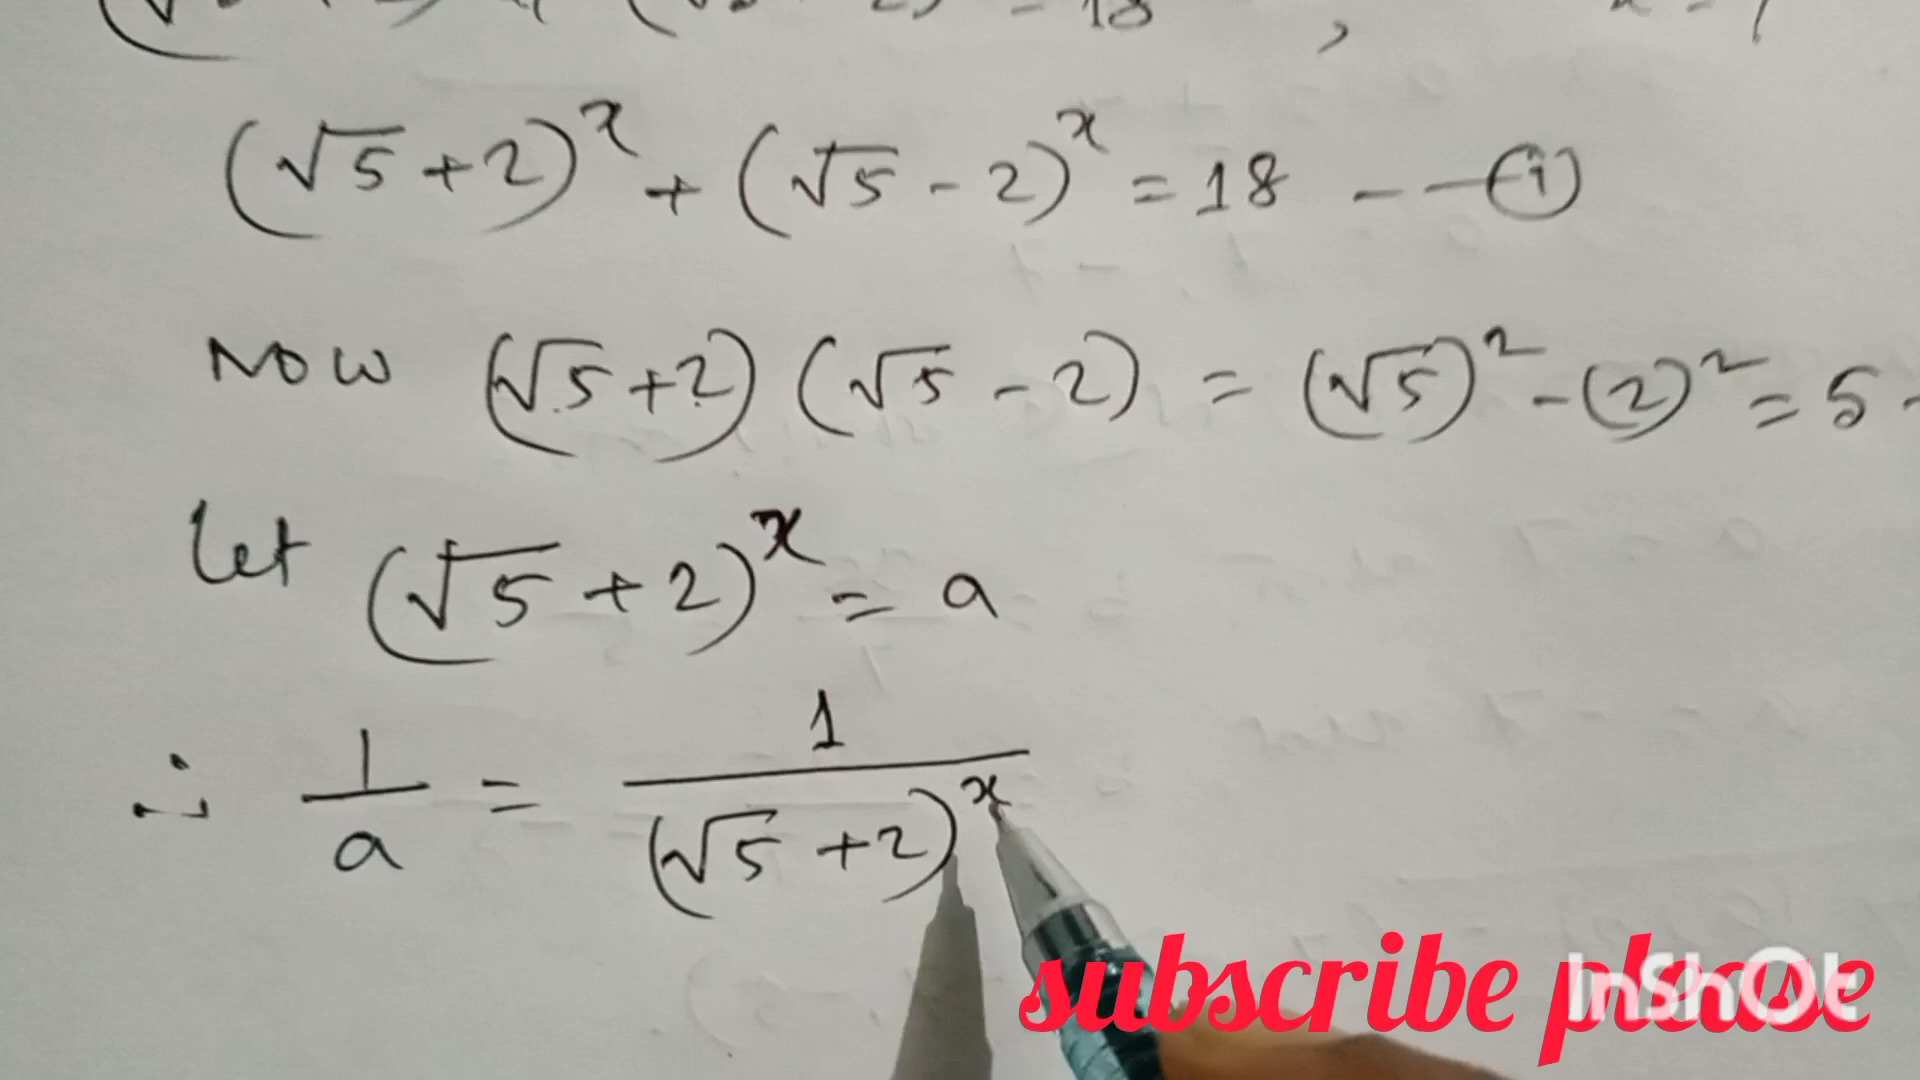 = 18 ,
(√5+2)^x + (√5-2)^x = 18 --- (i)
Now (√5+2)(√5-2) = (√5)^2 - (2)^2 = 5 -
Let (√5+2)^x = a
∴ 1/a = 1/(√5+2)^x
subscribe please
InShOt